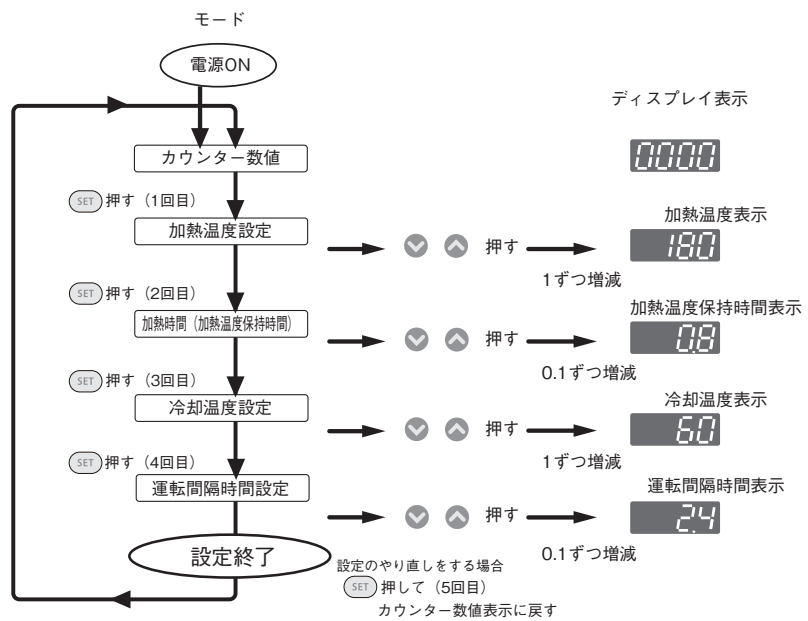 モード
電源ON
ディスプレイ表示
カウンター数値
0000
SET 押す（1回目）
加熱温度設定
押す
1ずつ増減
加熱温度表示
180
SET 押す（2回目）
加熱時間（加熱温度保持時間）
押す
0.1ずつ増減
加熱温度保持時間表示
0.8
SET 押す（3回目）
冷却温度設定
押す
1ずつ増減
冷却温度表示
60
SET 押す（4回目）
運転間隔時間設定
押す
0.1ずつ増減
運転間隔時間表示
2.4
設定終了
設定のやり直しをする場合
SET 押して（5回目）
カウンター数値表示に戻す